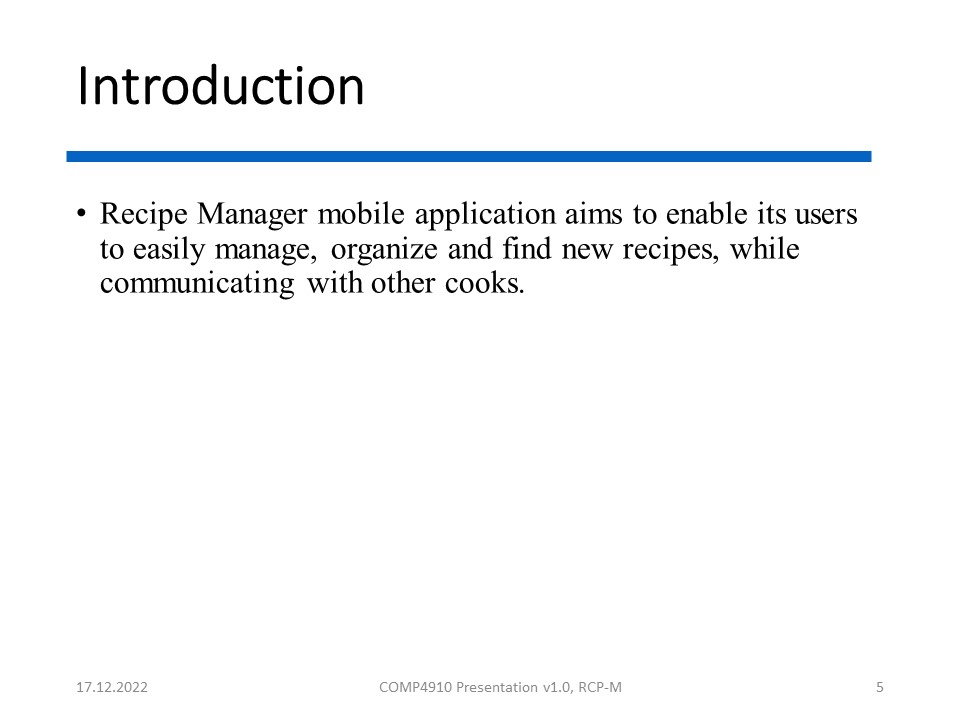 Introduction
• Recipe Manager mobile application aims to enable its users
to easily manage, organize and find new recipes, while
communicating with other cooks.
17.12.2022
COMP4910 Presentation v1.0, RCP-M
5